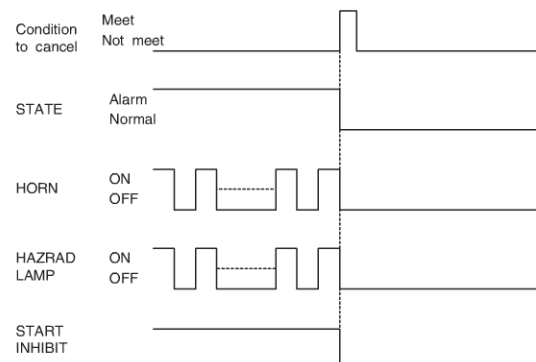 Condition
to cancel
Meet
Not meet
STATE
Alarm
Normal
HORN
ON
OFF
HAZRAD
LAMP
ON
OFF
START
INHIBIT